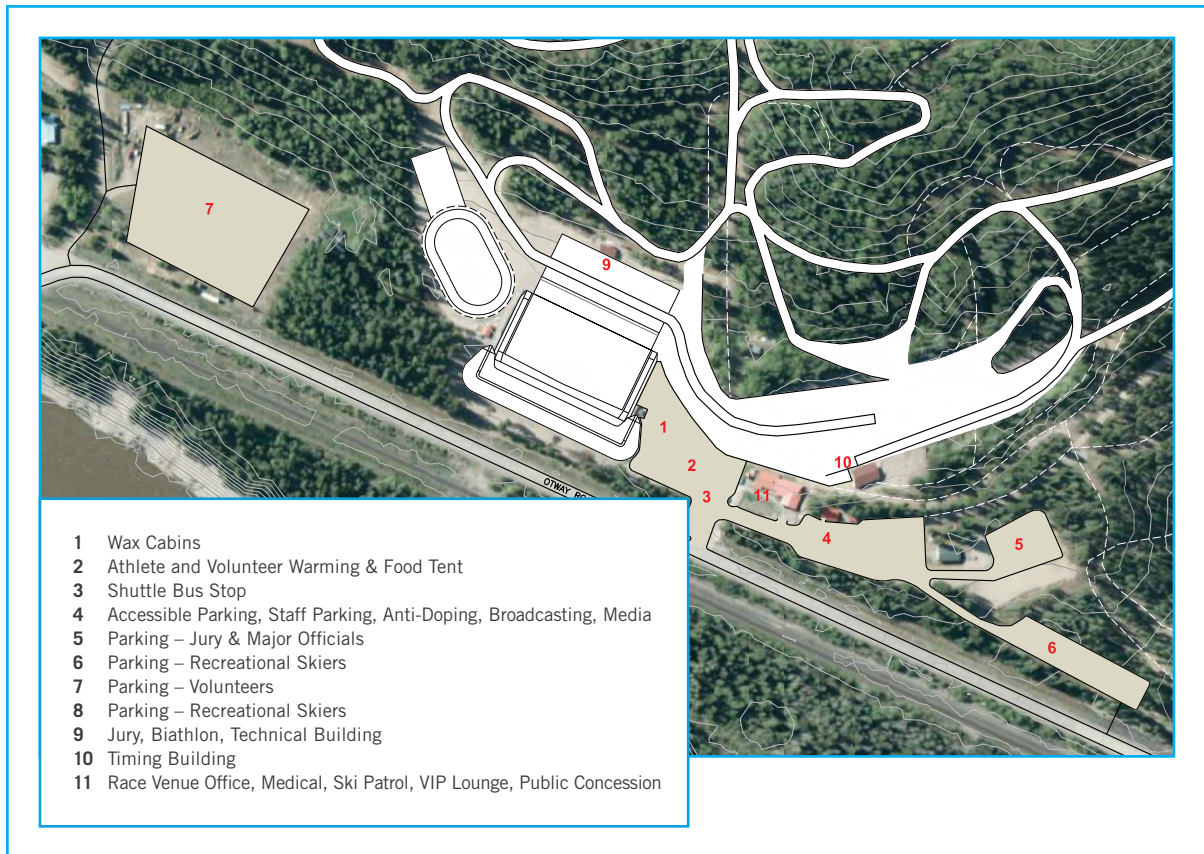 7
9
1
2
3
10
11
4
5
6
OTWAY
1 Wax Cabins
2 Athlete and Volunteer Warming & Food Tent
3 Shuttle Bus Stop
4 Accessible Parking, Staff Parking, Anti-Doping, Broadcasting, Media
5 Parking – Jury & Major Officials
6 Parking – Recreational Skiers
7 Parking – Volunteers
8 Parking – Recreational Skiers
9 Jury, Biathlon, Technical Building
10 Timing Building
11 Race Venue Office, Medical, Ski Patrol, VIP Lounge, Public Concession